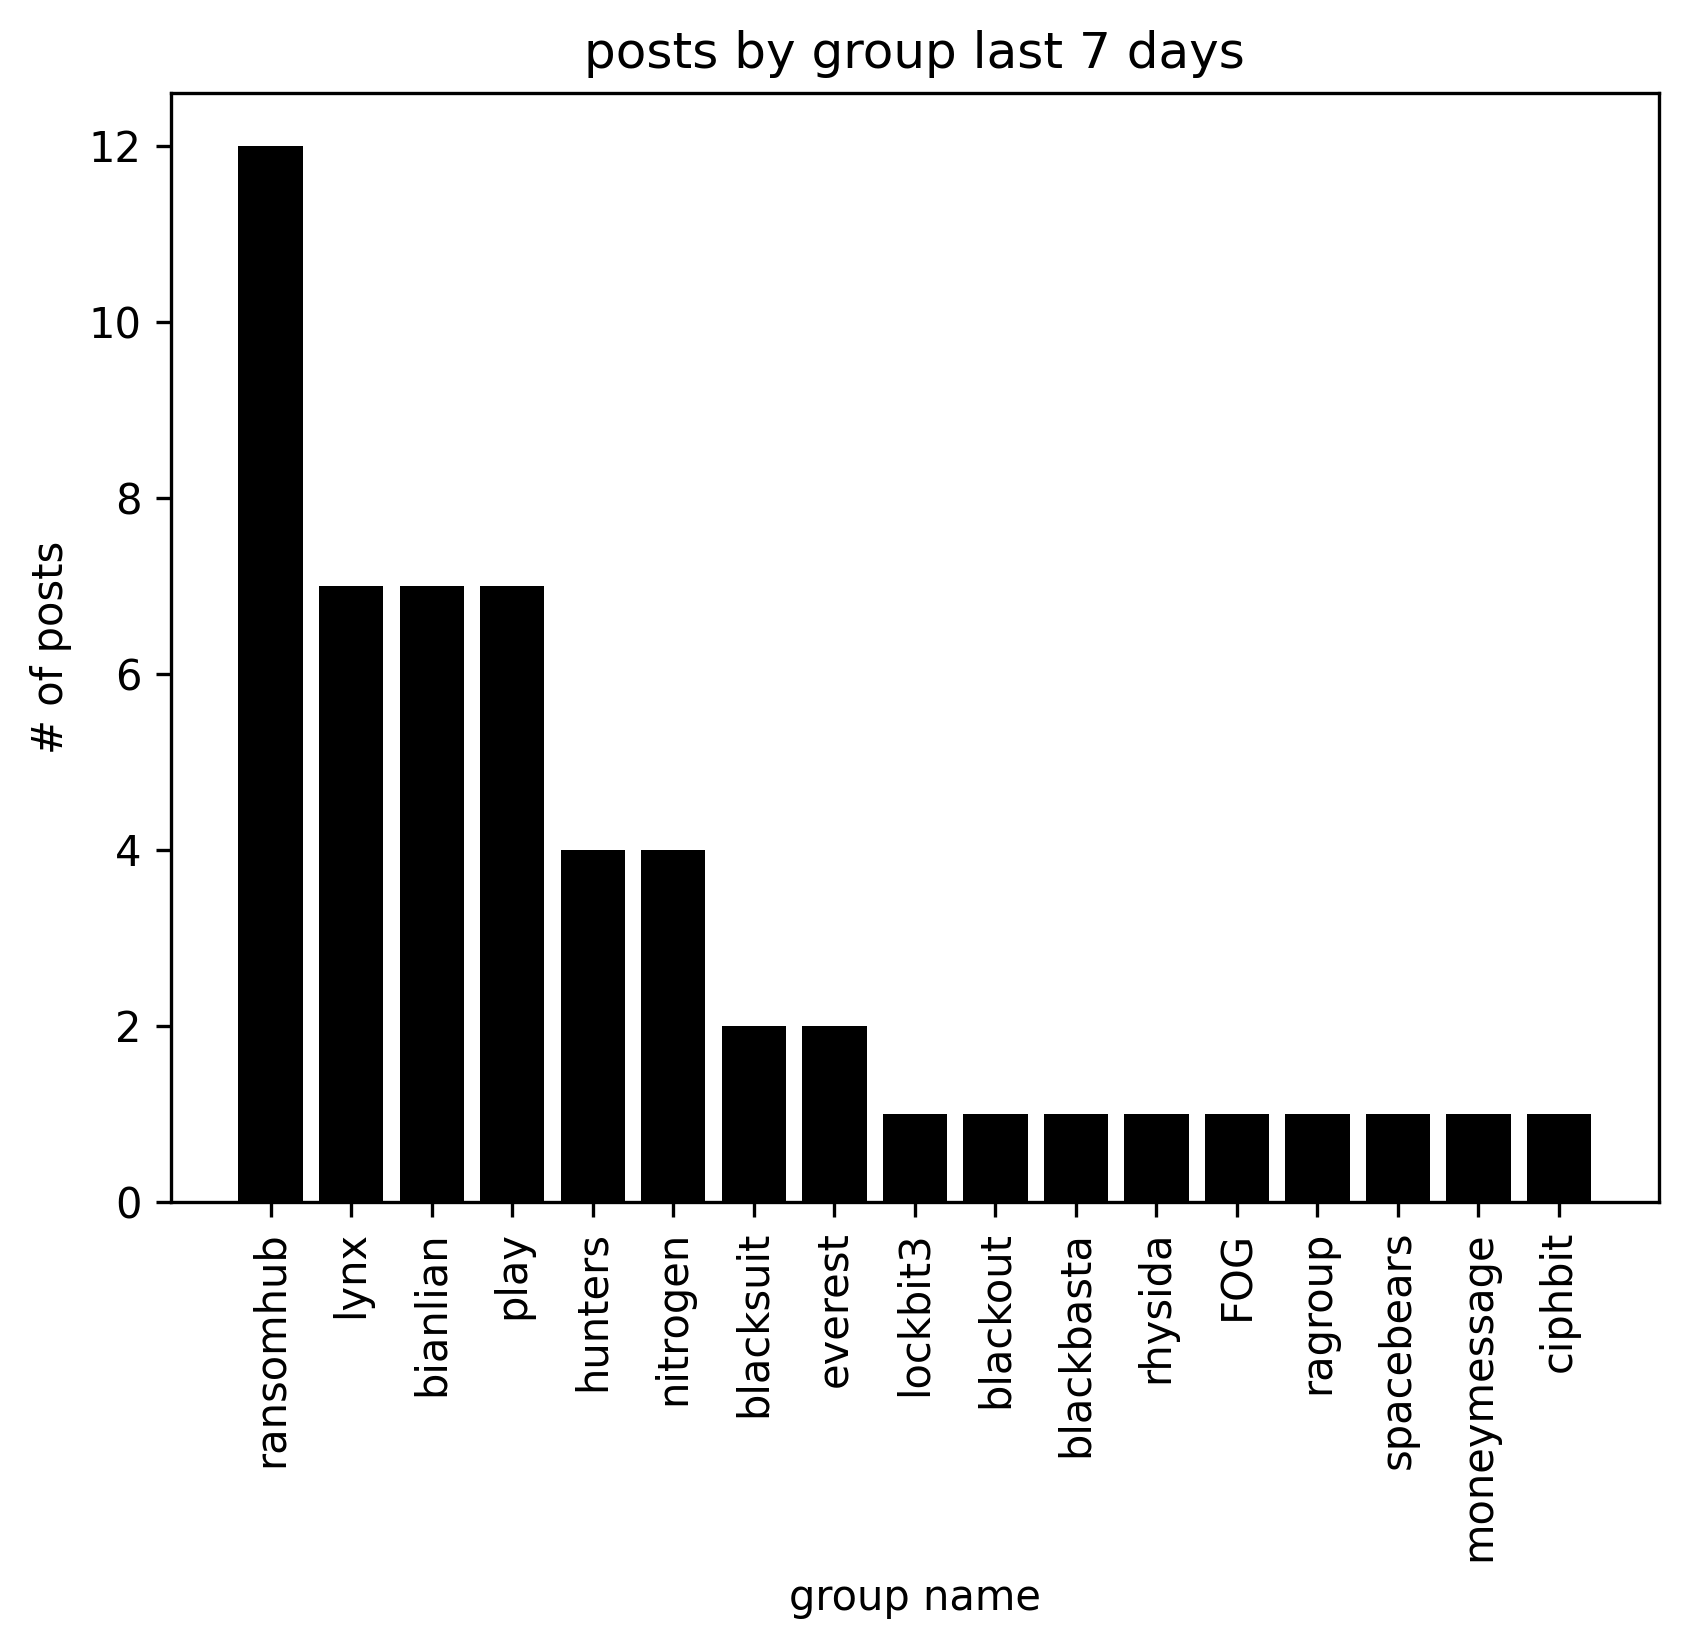 posts by group last 7 days
12
10
8
6
4
2
0
# of posts
ransomhub
lynx
bianlian
play
hunters
nitrogen
blacksuit
everest
lockbit3
blackout
blackbasta
rhysida
FOG
ragroup
spacebears
moneymessage
ciphbit
group name